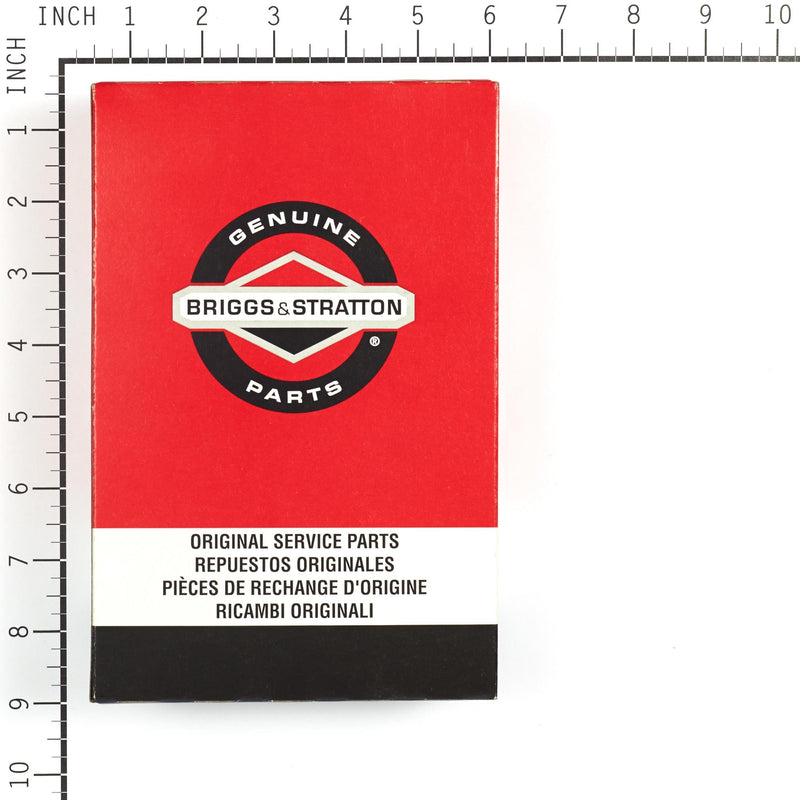 INCH 1 2 3 4 5 6 7 8 9 10
INCH 1 2 3 4 5 6 7 8 9 10
GENUINE
BRIGGS & STRATTON
®
PARTS
ORIGINAL SERVICE PARTS
REPUESTOS ORIGINALES
PIÈCES DE RECHANGE D'ORIGINE
RICAMBI ORIGINALI